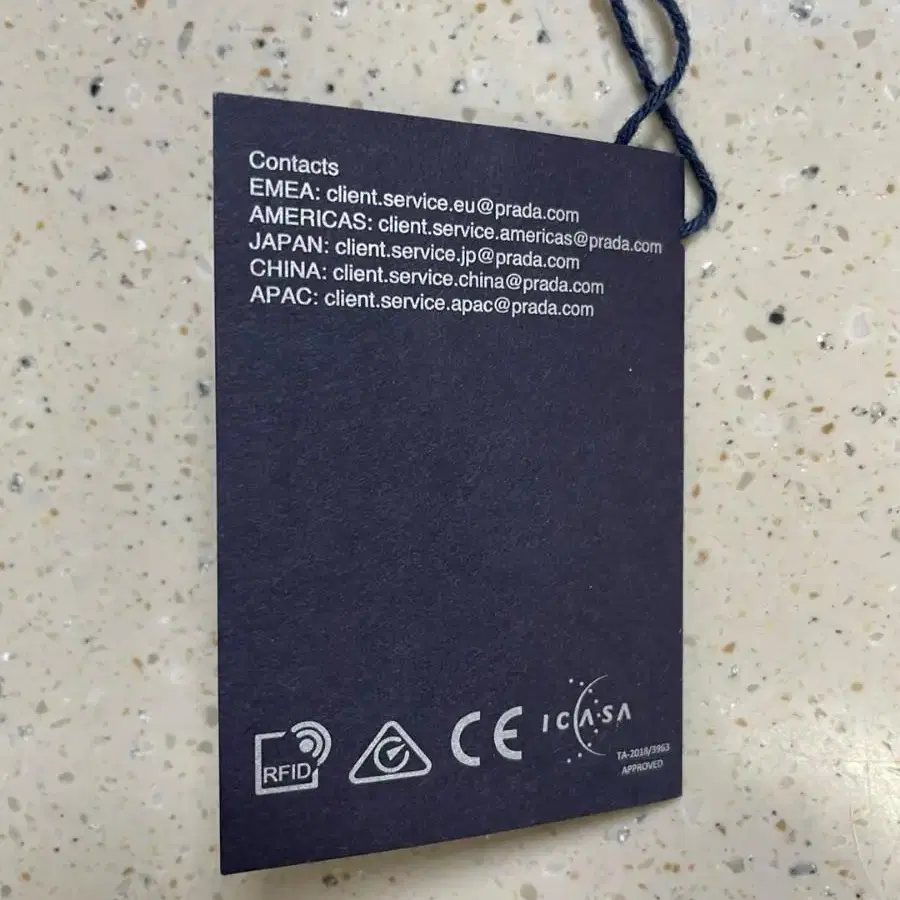 Contacts
EMEA: client.service.eu@prada.com
AMERICAS: client.service.americas@prada.com
JAPAN: client.service.jp@prada.com
CHINA: client.service.china@prada.com
APAC: client.service.apac@prada.com
RFID CE ICASA
TA-2018/3963
APPROVED